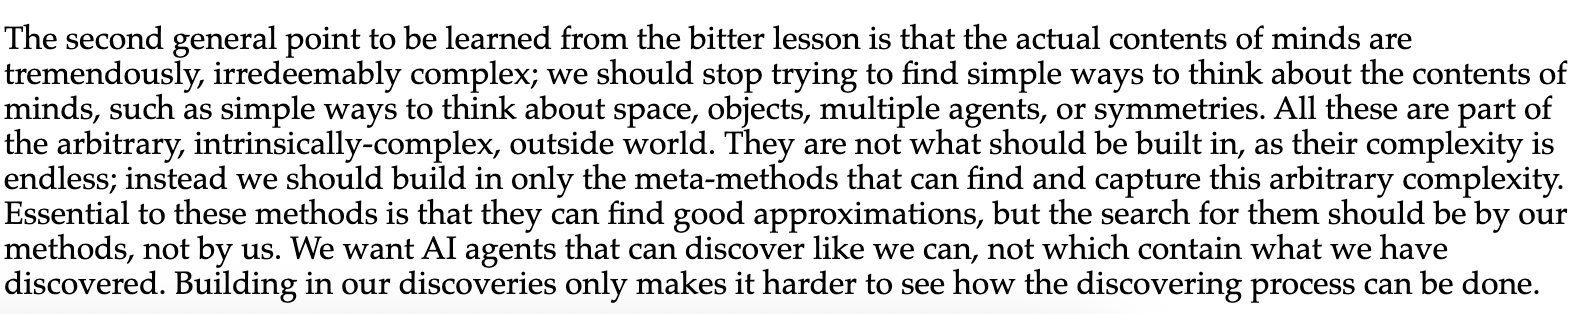 The second general point to be learned from the bitter lesson is that the actual contents of minds are
tremendously, irredeemably complex; we should stop trying to find simple ways to think about the contents of
minds, such as simple ways to think about space, objects, multiple agents, or symmetries. All these are part of
the arbitrary, intrinsically-complex, outside world. They are not what should be built in, as their complexity is
endless; instead we should build in only the meta-methods that can find and capture this arbitrary complexity.
Essential to these methods is that they can find good approximations, but the search for them should be by our
methods, not by us. We want AI agents that can discover like we can, not which contain what we have
discovered. Building in our discoveries only makes it harder to see how the discovering process can be done.